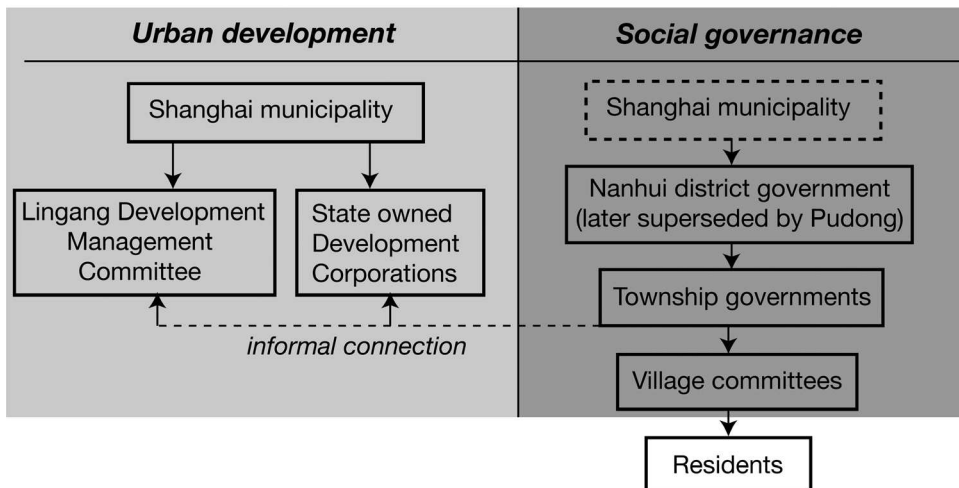 Urban development
Shanghai municipality
Lingang Development
Management
Committee
State owned
Development
Corporations
informal connection
Social governance
Shanghai municipality
Nanhui district government
(later superseded by Pudong)
Township governments
Village committees
Residents